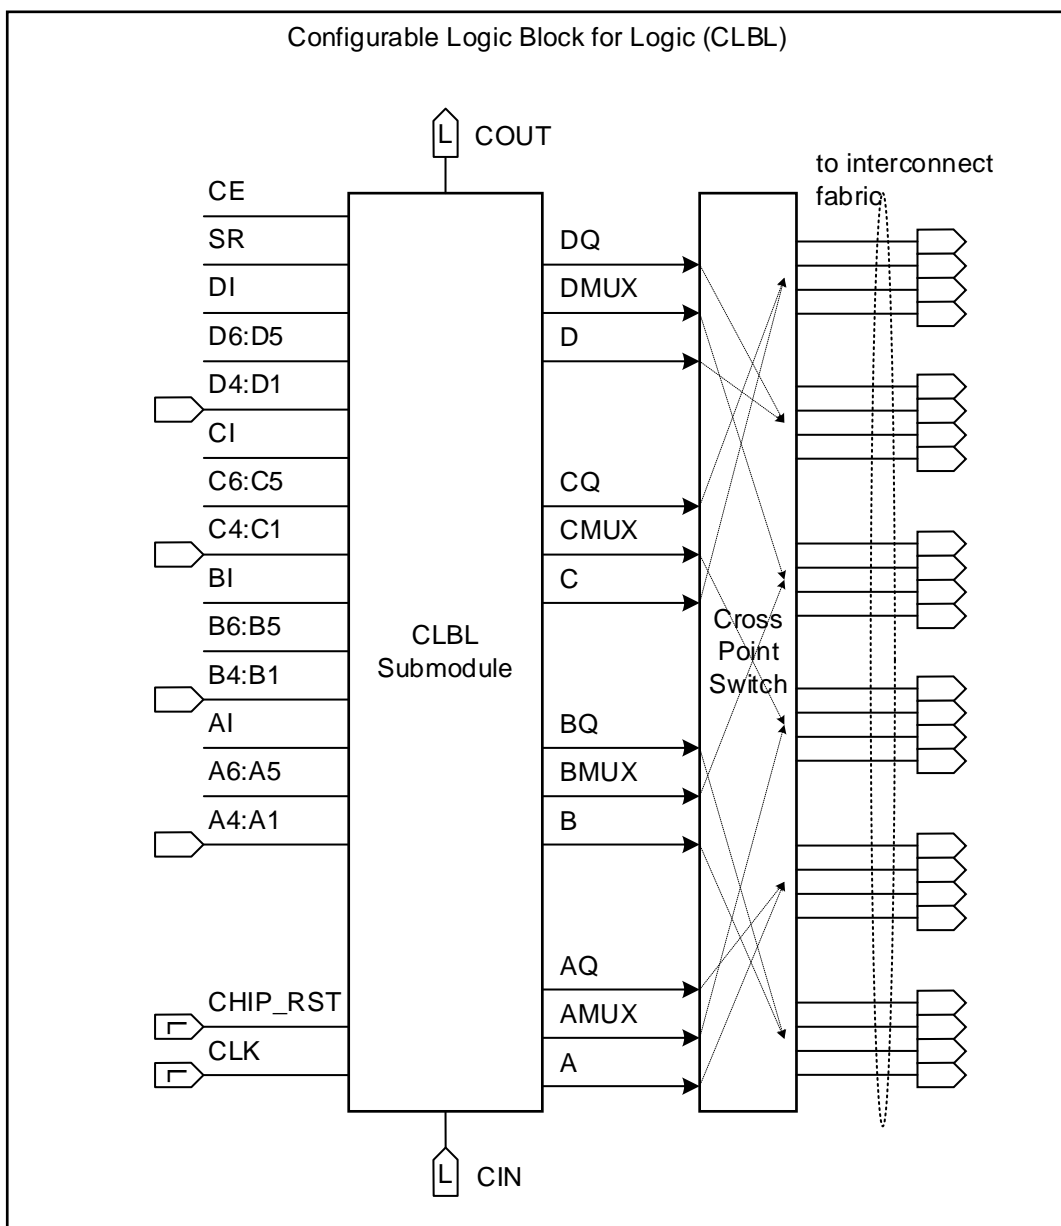 Configurable Logic Block for Logic (CLBL)
L
COUT
to interconnect
fabric
CE
SR
DI
D6:D5
D4:D1
CI
C6:C5
C4:C1
BI
B6:B5
B4:B1
AI
A6:A5
A4:A1
CHIP_RST
CLK
CLBL
Submodule
DQ
DMUX
D
CQ
CMUX
C
BQ
BMUX
B
AQ
AMUX
A
Cross
Point
Switch
L
CIN